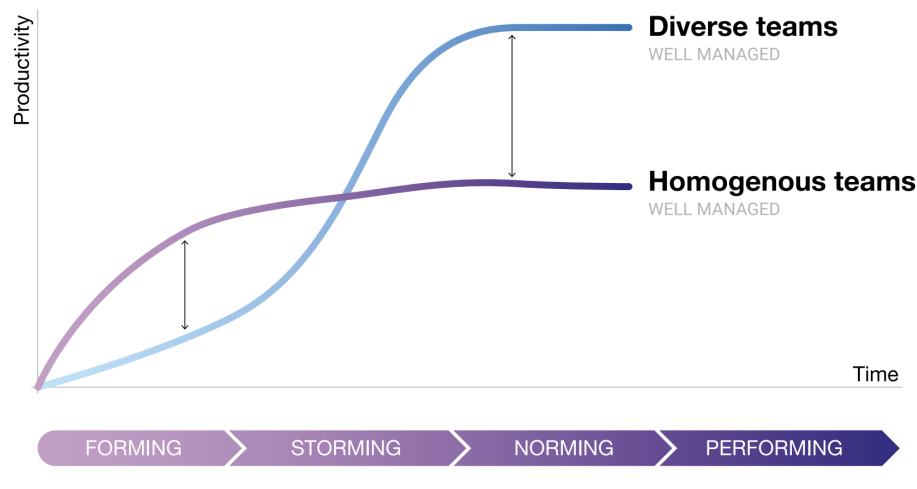 Productivity
Diverse teams
WELL MANAGED
Homogenous teams
WELL MANAGED
Time
FORMING
STORMING
NORMING
PERFORMING